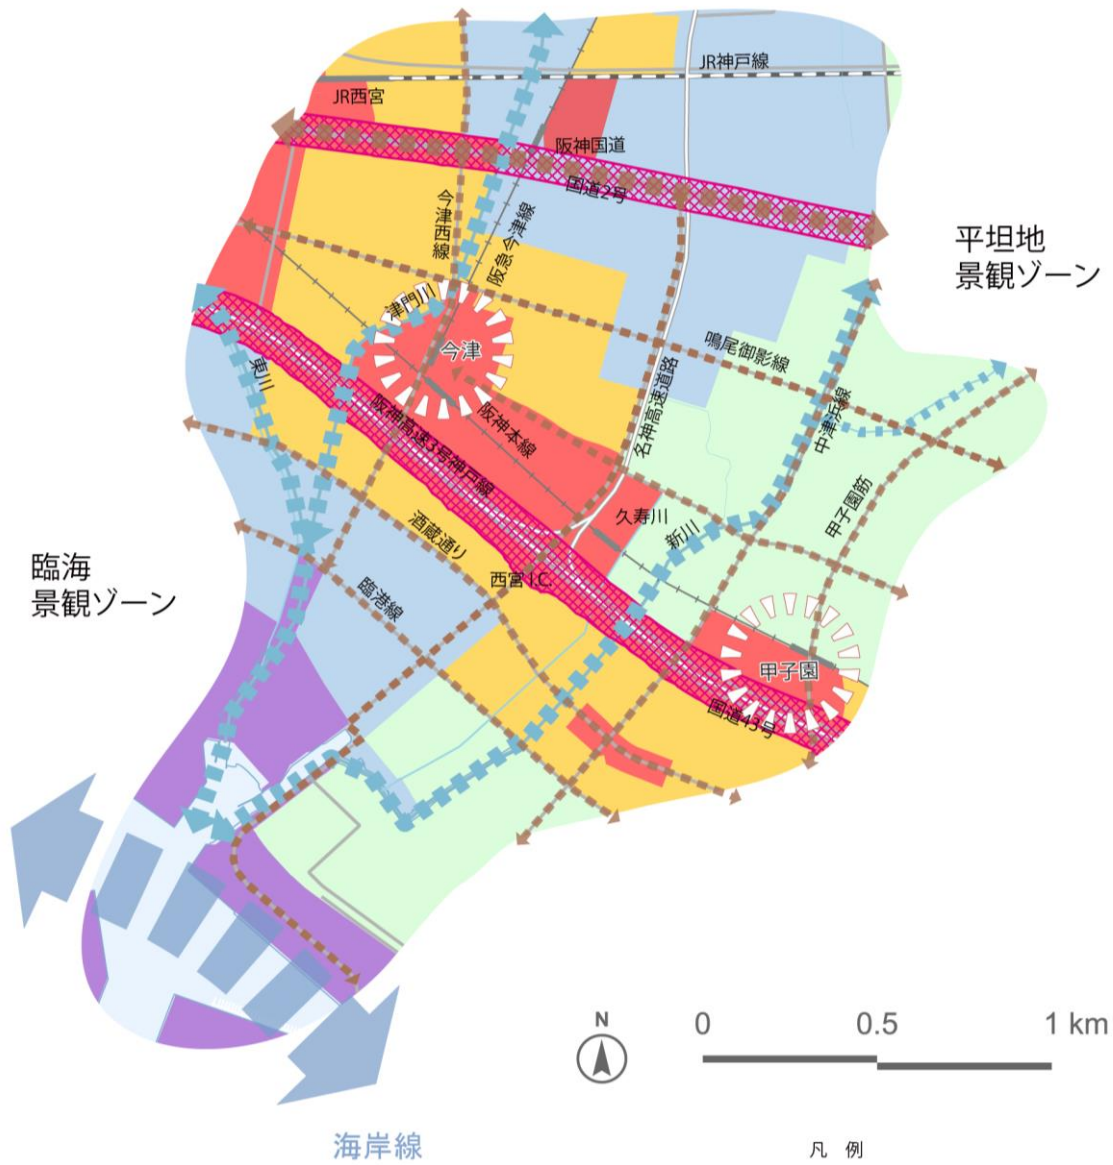 JR神戸線
JR西宮
阪神国道
国道2号
今津西線
阪急今津線
平坦地
景観ゾーン
津門川
今津
鳴尾御影線
東川
名神高速道路
中津浜線
阪神本線
阪神高速3号神戸線
甲子園筋
久寿川
新川
酒蔵通り
西宮I.C.
臨海
景観ゾーン
臨港線
甲子園
国道43号
N
0 0.5 1 km
海岸線
凡 例